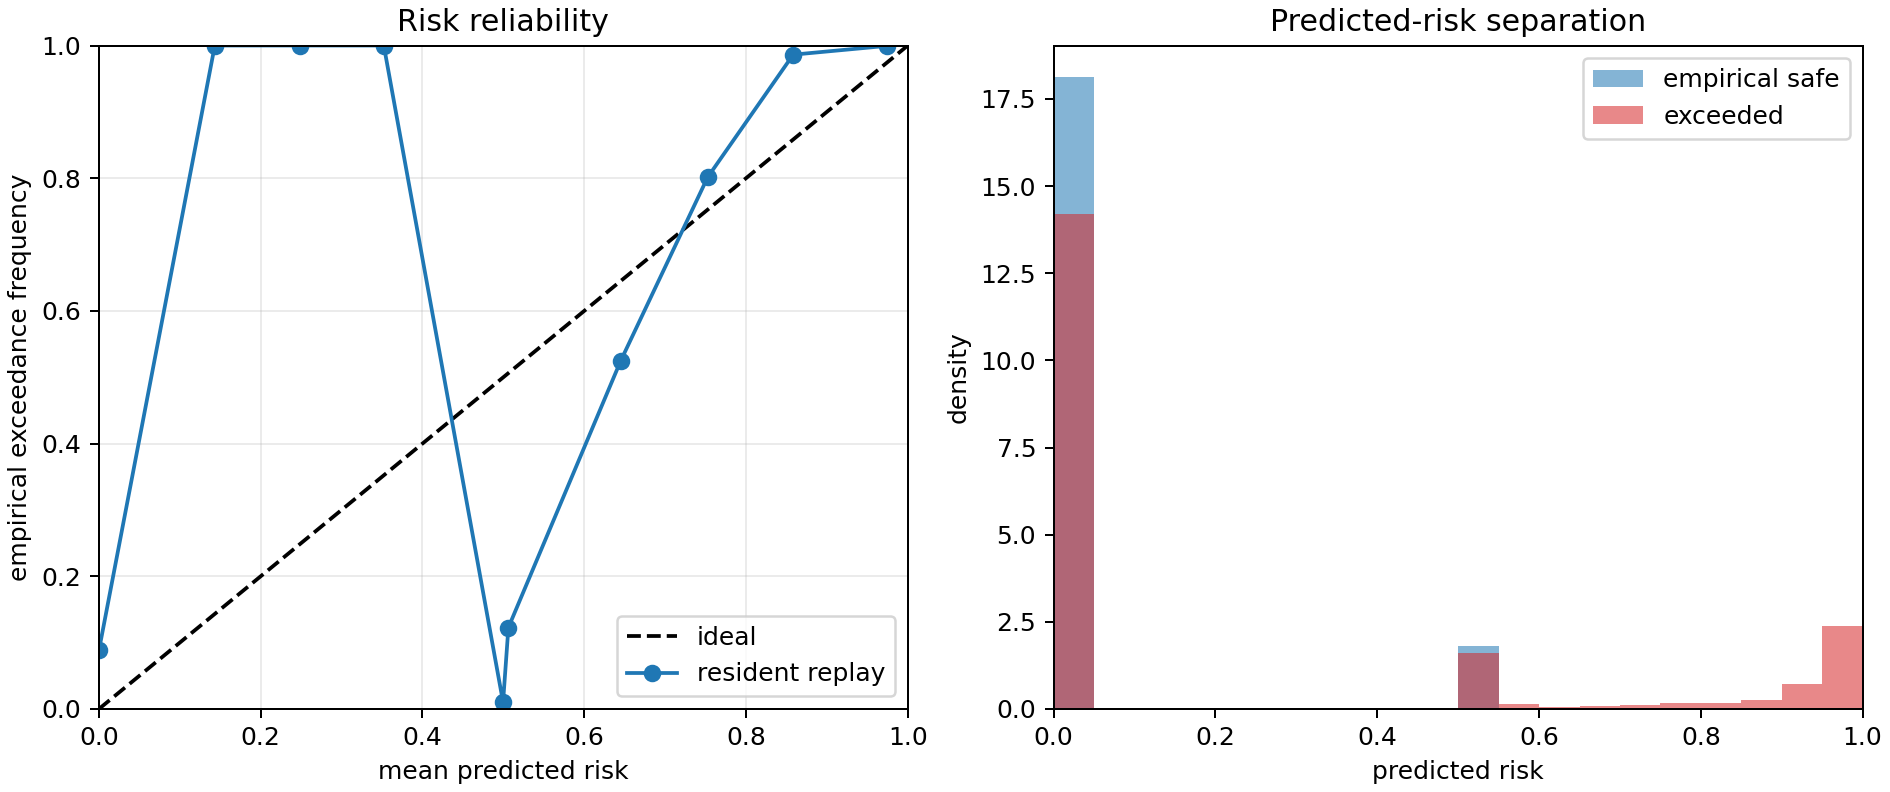 Risk reliability
1.0
0.8
0.6
0.4
0.2
0.0
empirical exceedance frequency
0.0 0.2 0.4 0.6 0.8 1.0
mean predicted risk
ideal
resident replay
Predicted-risk separation
17.5
15.0
12.5
10.0
7.5
5.0
2.5
0.0
density
0.0 0.2 0.4 0.6 0.8 1.0
predicted risk
empirical safe
exceeded